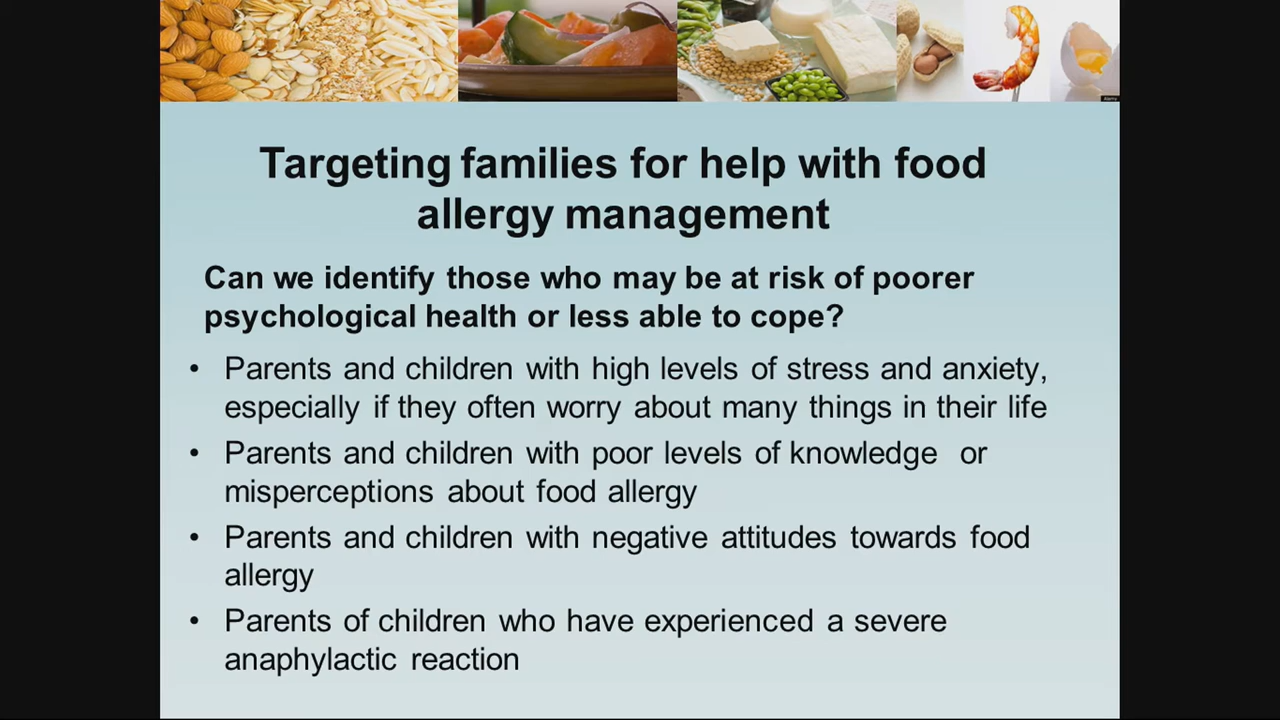 Targeting families for help with food
allergy management
Can we identify those who may be at risk of poorer
psychological health or less able to cope?
• Parents and children with high levels of stress and anxiety,
especially if they often worry about many things in their life
• Parents and children with poor levels of knowledge or
misperceptions about food allergy
• Parents and children with negative attitudes towards food
allergy
• Parents of children who have experienced a severe
anaphylactic reaction